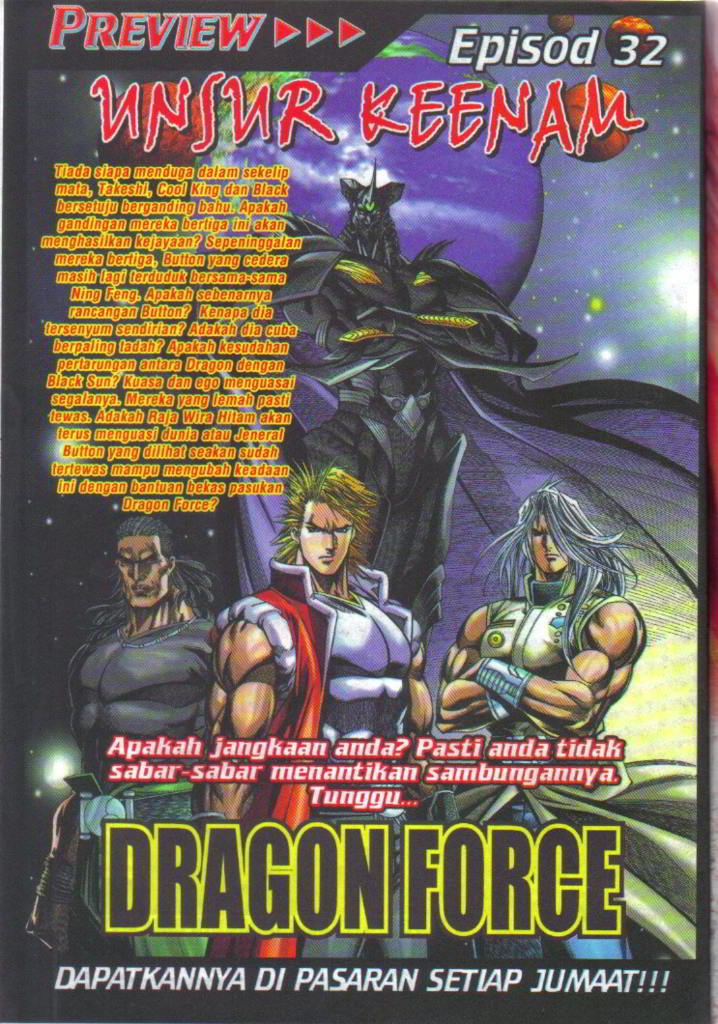 PREVIEW
Episod 32
UNSUR KEENAM
Tiada siapa menduga dalam sekelip
mata, Takeshi, Cool King dan Black
bersetuju berganding bahu. Apakah
gandingan mereka bertiga ini akan
menghasilkan kejayaan? Sepeninggalan
mereka bertiga, Button yang cedera
masih lagi terduduk bersama-sama
Ning Feng. Apakah sebenarnya
rancangan Button? Kenapa dia
tersenyum sendirian? Adakah dia cuba
berpaling tadah? Apakah kesudahan
pertarungan antara Dragon dengan
Black Sun? Kuasa dan ego menguasai
segalanya. Mereka yang lemah pasti
tewas. Adakah Raja Wira Hitam akan
terus menguasi dunia atau Jeneral
Button yang dilihat seakan sudah
tertewas mampu mengubah keadaan
ini dengan bantuan bekas pasukan
Dragon Force?
Apakah jangkaan anda? Pasti anda tidak
sabar-sabar menantikan sambungannya.
Tunggu...
DRAGON FORCE
DAPATKANNYA DI PASARAN SETIAP JUMAAT!!!